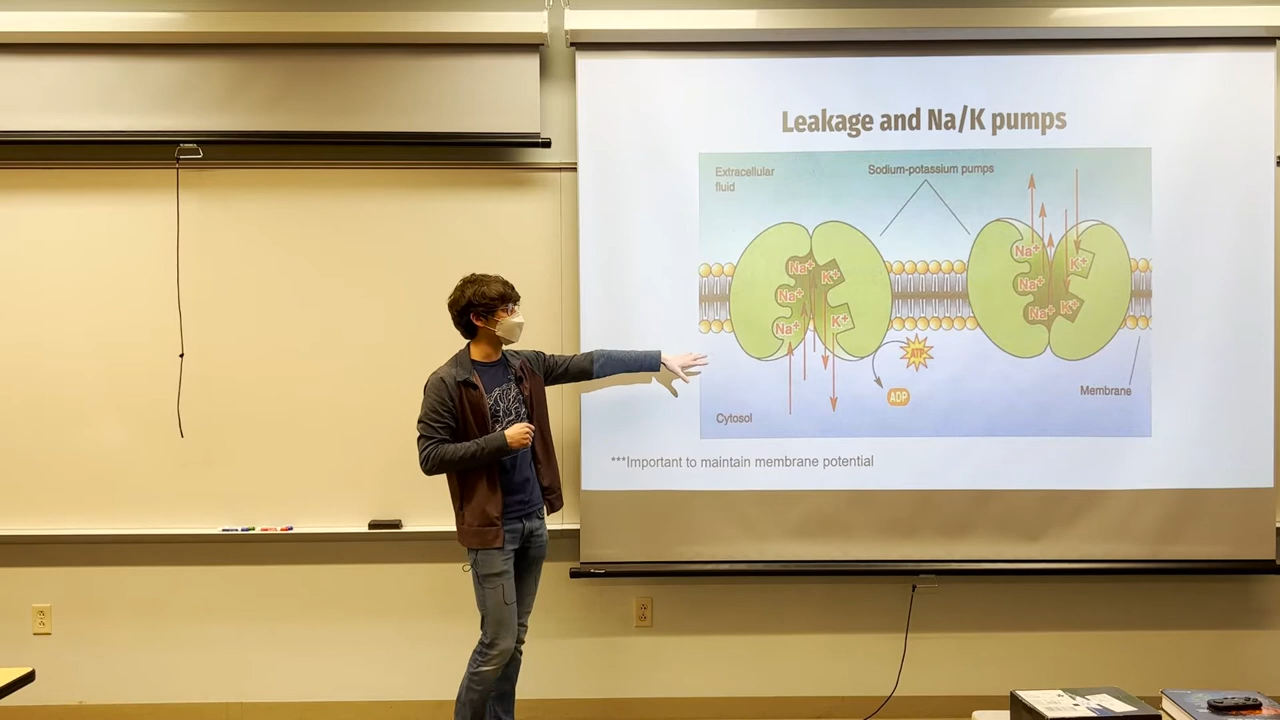 Leakage and Na/K pumps
Extracellular
fluid
Sodium-potassium pumps
Na+
K+
Na+
K+
Na+
Na+
K+
Na+
K+
Na+
ATP
ADP
Membrane
Cytosol
***Important to maintain membrane potential